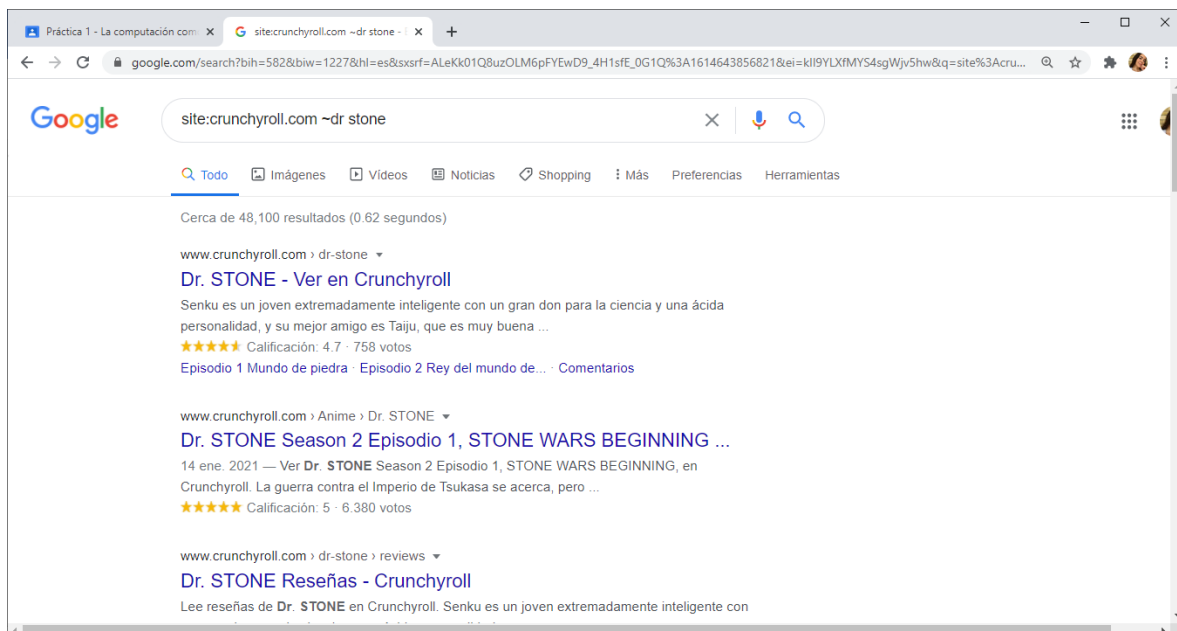 Práctica 1 - La computación com
site:crunchyroll.com ~dr stone -
google.com/search?bih=582&biw=1227&hl=es&sxsrf=ALeKk01Q8uzOLM6pFYEwD9_4H1sfE_0G1Q%3A1614643856821&ei=kII9YLXfMYS4sgWjv5hw&q=site%3Acru...
Google
site:crunchyroll.com ~dr stone
Todo Imágenes Vídeos Noticias Shopping Más Preferencias Herramientas
Cerca de 48,100 resultados (0.62 segundos)
www.crunchyroll.com › dr-stone
Dr. STONE - Ver en Crunchyroll
Senku es un joven extremadamente inteligente con un gran don para la ciencia y una ácida
personalidad, y su mejor amigo es Taiju, que es muy buena ...
Calificación: 4.7 · 758 votos
Episodio 1 Mundo de piedra · Episodio 2 Rey del mundo de... · Comentarios
www.crunchyroll.com › Anime › Dr. STONE
Dr. STONE Season 2 Episodio 1, STONE WARS BEGINNING ...
14 ene. 2021 — Ver Dr. STONE Season 2 Episodio 1, STONE WARS BEGINNING, en
Crunchyroll. La guerra contra el Imperio de Tsukasa se acerca, pero ...
Calificación: 5 · 6.380 votos
www.crunchyroll.com › dr-stone › reviews
Dr. STONE Reseñas - Crunchyroll
Lee reseñas de Dr. STONE en Crunchyroll. Senku es un joven extremadamente inteligente con